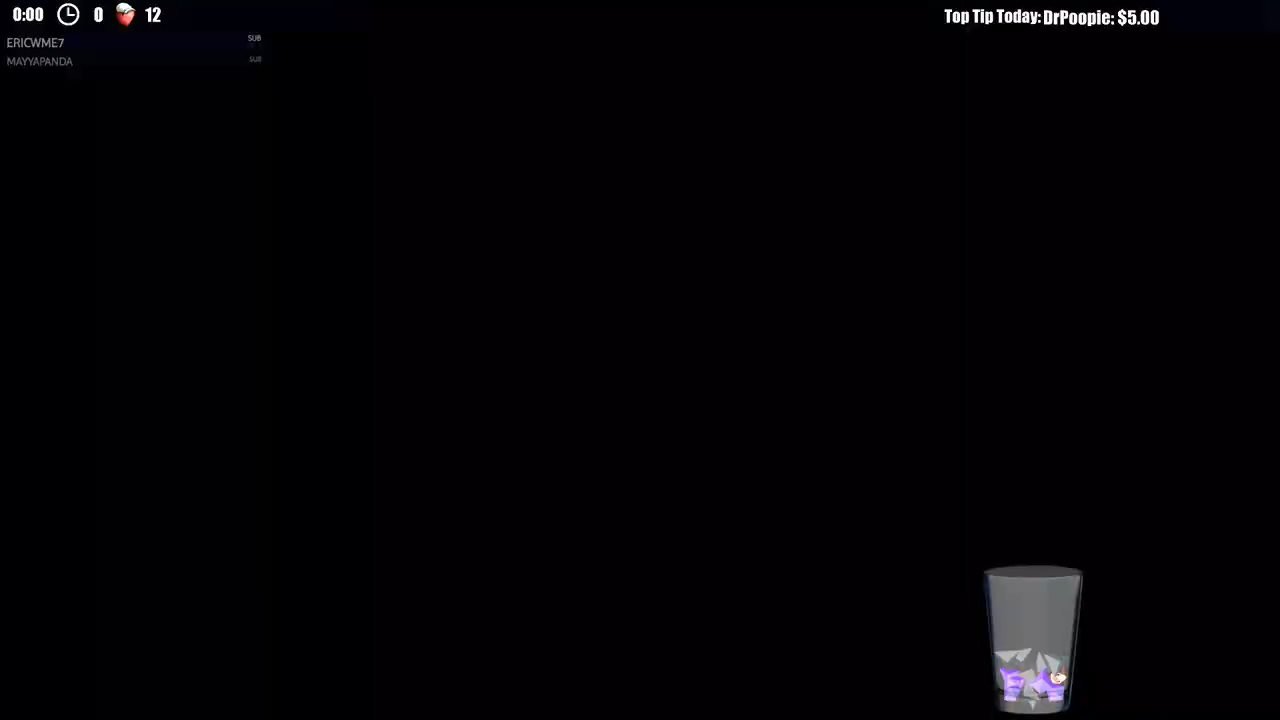 0:00 0 12
Top Tip Today: DrPoopie: $5.00
ERICWME7 SUB
MAYYAPANDA SUB